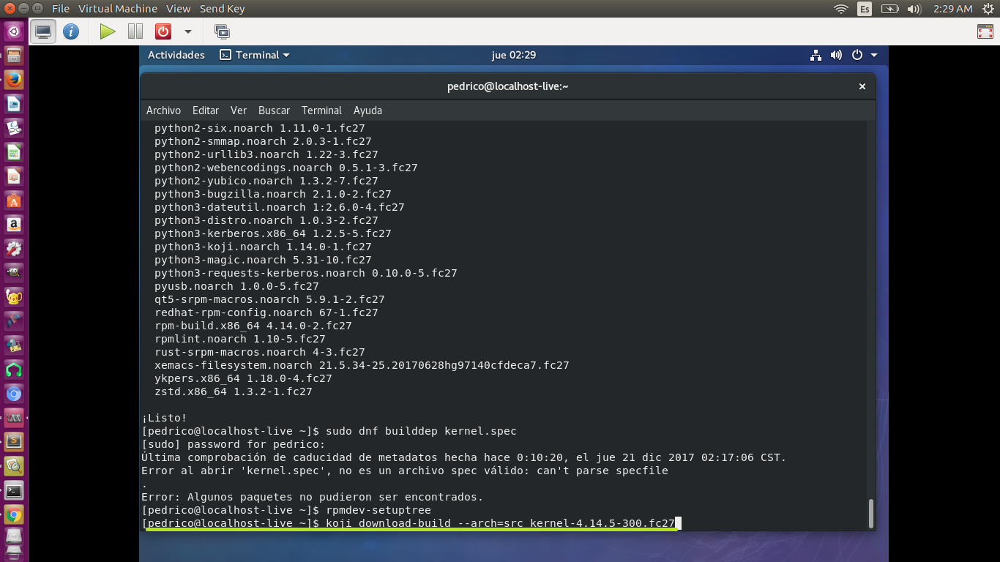 File Virtual Machine View Send Key
Es
2:29 AM
Actividades Terminal
jue 02:29
pedrico@localhost-live:~
Archivo Editar Ver Buscar Terminal Ayuda
python2-six.noarch 1.11.0-1.fc27
python2-smmap.noarch 2.0.3-1.fc27
python2-urllib3.noarch 1.22-3.fc27
python2-webencodings.noarch 0.5.1-3.fc27
python2-yubico.noarch 1.3.2-7.fc27
python3-bugzilla.noarch 2.1.0-2.fc27
python3-dateutil.noarch 1:2.6.0-4.fc27
python3-distro.noarch 1.0.3-2.fc27
python3-kerberos.x86_64 1.2.5-5.fc27
python3-koji.noarch 1.14.0-1.fc27
python3-magic.noarch 5.31-10.fc27
python3-requests-kerberos.noarch 0.10.0-5.fc27
pyusb.noarch 1.0.0-5.fc27
qt5-srpm-macros.noarch 5.9.1-2.fc27
redhat-rpm-config.noarch 67-1.fc27
rpm-build.x86_64 4.14.0-2.fc27
rpmlint.noarch 1.10-5.fc27
rust-srpm-macros.noarch 4-3.fc27
xemacs-filesystem.noarch 21.5.34-25.20170628hg97140cfdeca7.fc27
ykpers.x86_64 1.18.0-4.fc27
zstd.x86_64 1.3.2-1.fc27
¡Listo!
[pedrico@localhost-live ~]$ sudo dnf builddep kernel.spec
[sudo] password for pedrico:
Última comprobación de caducidad de metadatos hecha hace 0:10:20, el jue 21 dic 2017 02:17:06 CST.
Error al abrir 'kernel.spec', no es un archivo spec válido: can't parse specfile
.
Error: Algunos paquetes no pudieron ser encontrados.
[pedrico@localhost-live ~]$ rpmdev-setuptree
[pedrico@localhost-live ~]$ koji download-build --arch=src kernel-4.14.5-300.fc27